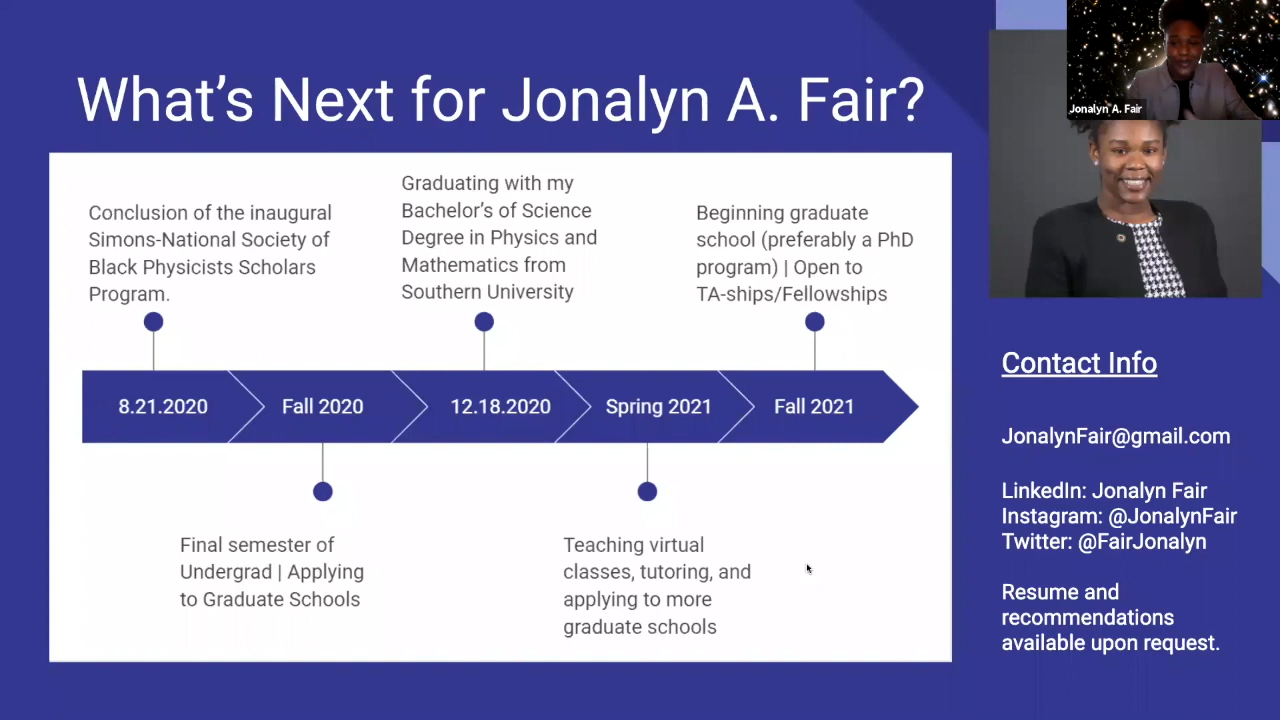 What's Next for Jonalyn A. Fair?
Jonalyn A. Fair
Conclusion of the inaugural
Simons-National Society of
Black Physicists Scholars
Program.
Graduating with my
Bachelor's of Science
Degree in Physics and
Mathematics from
Southern University
Beginning graduate
school (preferably a PhD
program) | Open to
TA-ships/Fellowships
8.21.2020
Fall 2020
12.18.2020
Spring 2021
Fall 2021
Final semester of
Undergrad | Applying
to Graduate Schools
Teaching virtual
classes, tutoring, and
applying to more
graduate schools
Contact Info
JonalynFair@gmail.com
LinkedIn: Jonalyn Fair
Instagram: @JonalynFair
Twitter: @FairJonalyn
Resume and
recommendations
available upon request.